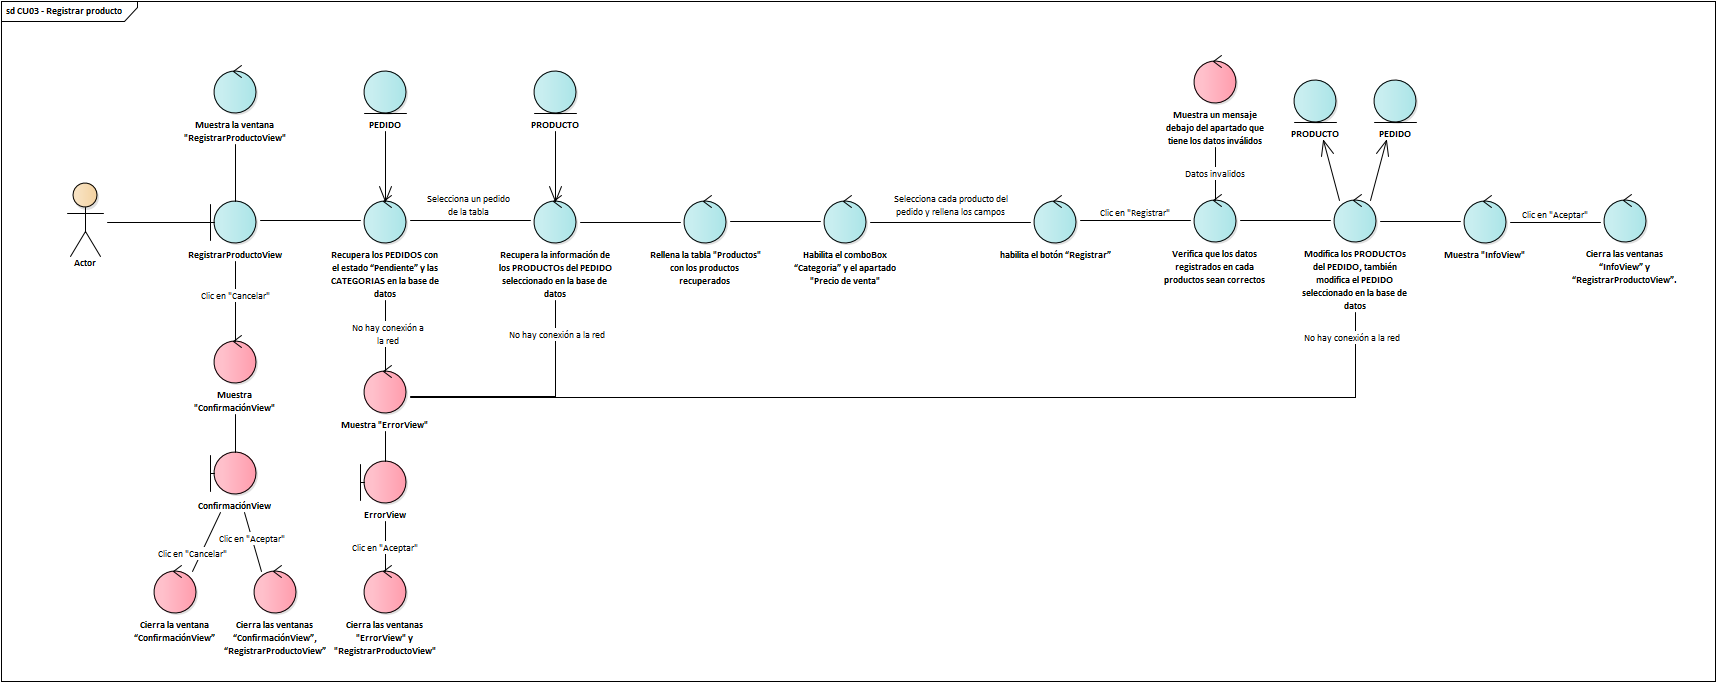 sd CU03 - Registrar producto
Muestra la ventana
"RegistrarProductoView"
PEDIDO
PRODUCTO
Muestra un mensaje
debajo del apartado que
tiene los datos inválidos
PRODUCTO
PEDIDO
Datos invalidos
Actor
RegistrarProductoView
Recupera los PEDIDOS con
el estado “Pendiente” y las
CATEGORIAS en la base de
datos
Selecciona un pedido
de la tabla
Recupera la información de
los PRODUCTOs del PEDIDO
seleccionado en la base de
datos
Rellena la tabla "Productos"
con los productos
recuperados
Habilita el comboBox
“Categoria” y el apartado
"Precio de venta"
Selecciona cada producto del
pedido y rellena los campos
habilita el botón “Registrar”
Clic en "Registrar"
Verifica que los datos
registrados en cada
productos sean correctos
Modifica los PRODUCTOs
del PEDIDO, también
modifica el PEDIDO
seleccionado en la base de
datos
Muestra "InfoView"
Clic en "Aceptar"
Cierra las ventanas
"InfoView” y
“RegistrarProductoView”.
Clic en "Cancelar"
No hay conexión a
la red
No hay conexión a la red
No hay conexión a la red
Muestra
"ConfirmaciónView"
Muestra "ErrorView"
ConfirmaciónView
ErrorView
Clic en "Cancelar"
Clic en "Aceptar"
Clic en "Aceptar"
Cierra la ventana
“ConfirmaciónView”
Cierra las ventanas
“ConfirmaciónView”,
“RegistrarProductoView”
Cierra las ventanas
"ErrorView" y
"RegistrarProductoView"